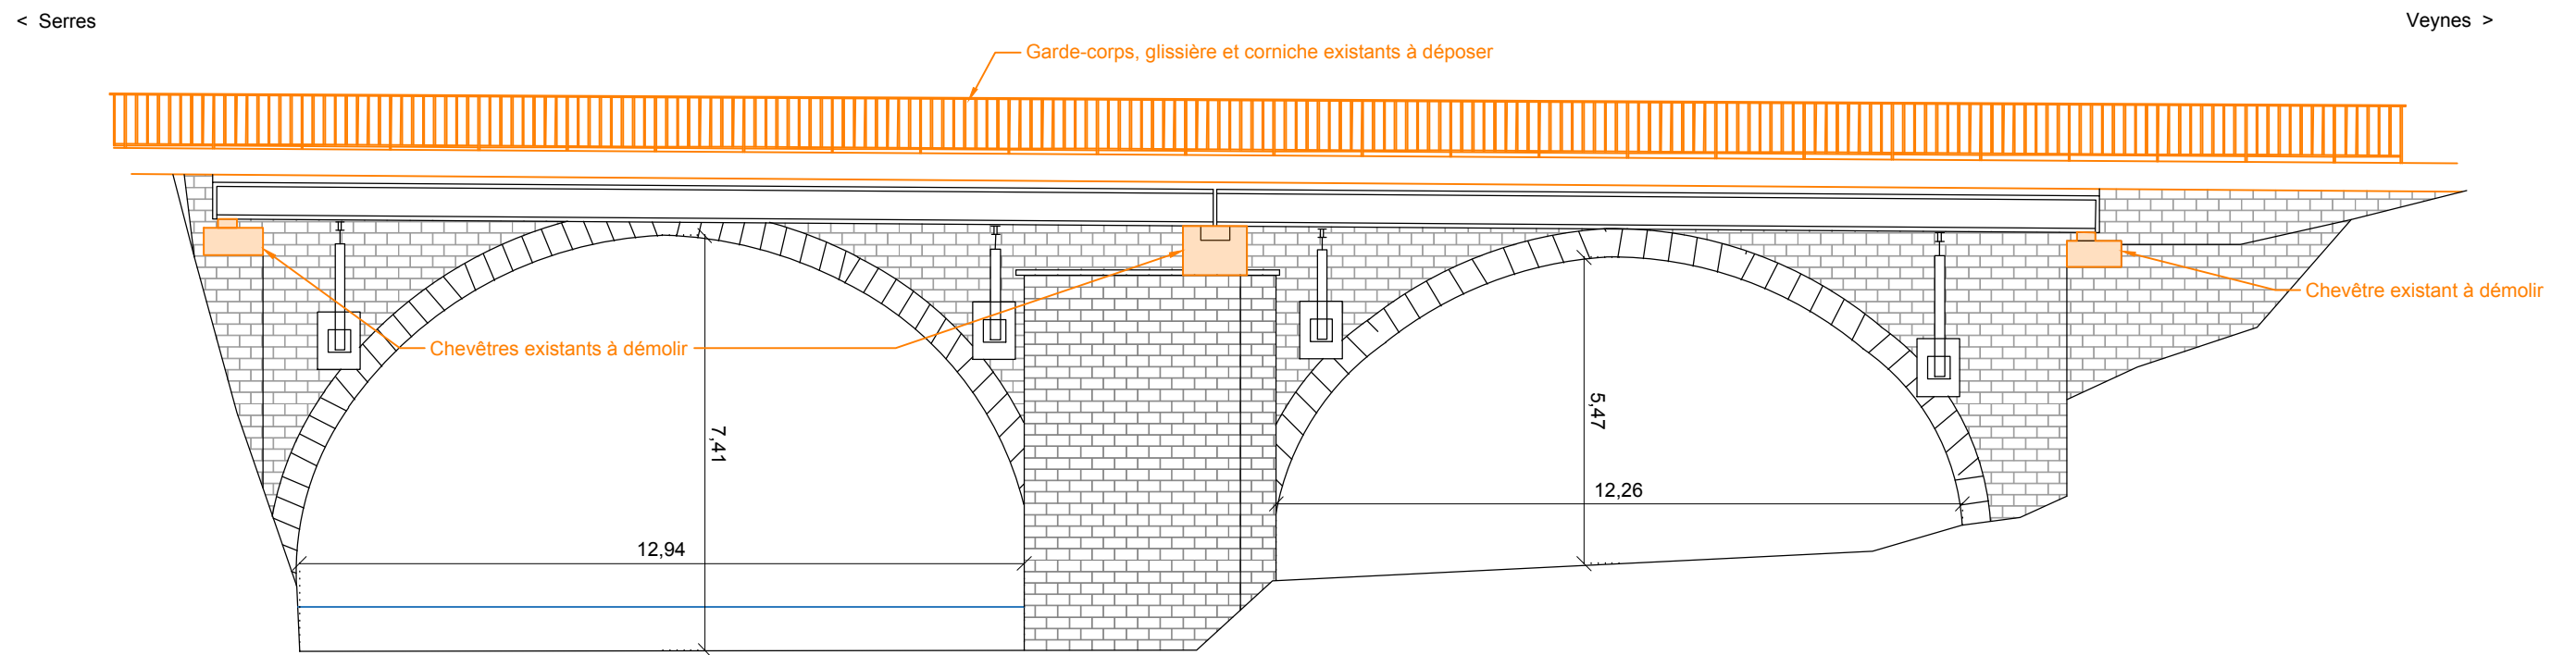 < Serres
Veynes >
Garde-corps, glissière et corniche existants à déposer
Chevêtre existant à démolir
Chevêtres existants à démolir
5,47
7,41
12,26
12,94